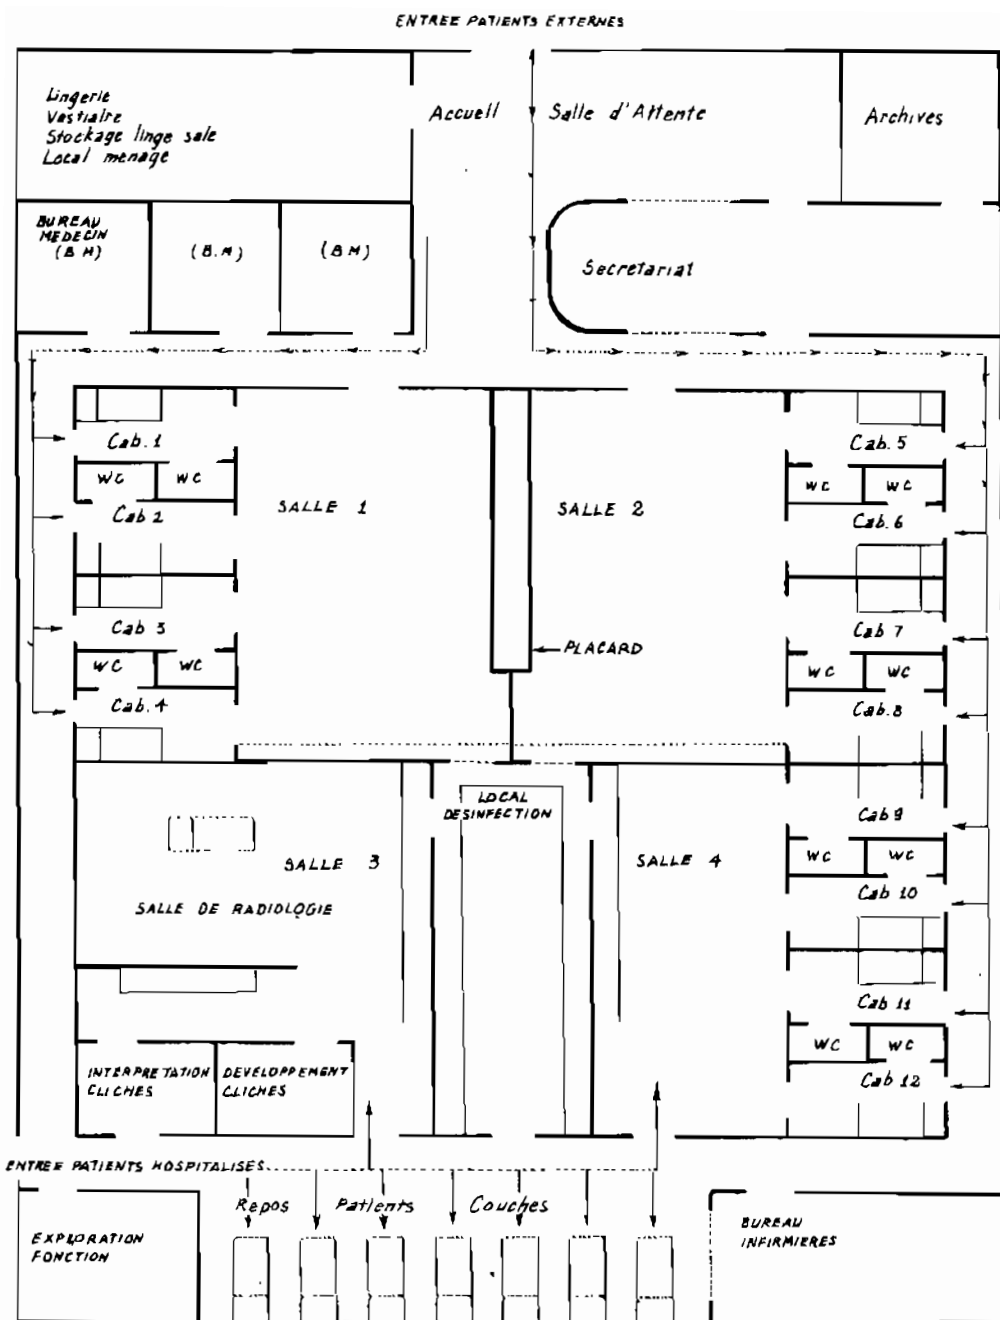 ENTREE PATIENTS EXTERNES
Lingerie
Vastiaire
Stockage linge sale
Local menage
Accueil
Salle d'Attente
Archives
BUREAU
MEDECIN
(B M)
(B.M)
(BM)
Secretariat
Cab. 1
WC
WC
Cab 2
Cab 3
WC
WC
Cab. 4
SALLE 1
SALLE 2
PLACARD
Cab. 5
WC
WC
Cab. 6
Cab 7
WC
WC
Cab. 8
LOCAL
DESINFECTION
SALLE 3
SALLE DE RADIOLOGIE
SALLE 4
Cab 9
WC
WC
Cab 10
Cab 11
WC
WC
Cab 12
INTERPRETATION
CLICHES
DEVELOPPEMENT
CLICHES
ENTREE PATIENTS HOSPITALISES
Repos Patients Couches
EXPLORATION
FONCTION
BUREAU
INFIRMIERES